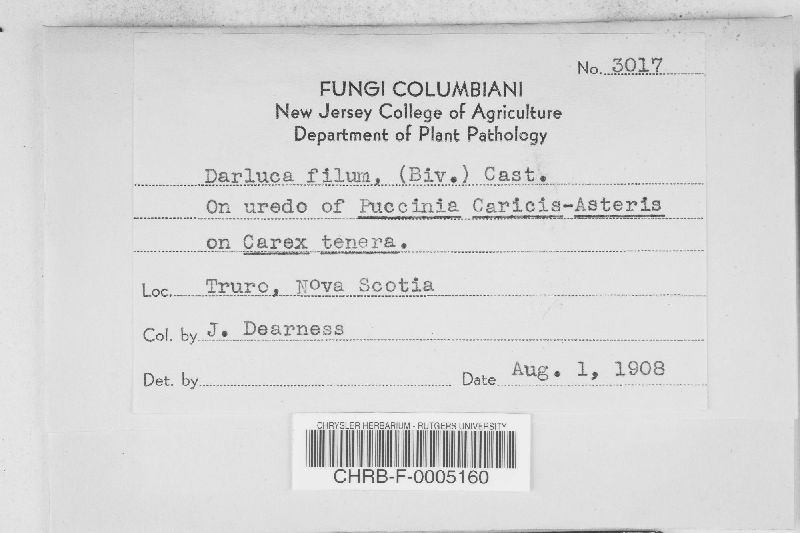 No. 3017
FUNGI COLUMBIANI
New Jersey College of Agriculture
Department of Plant Pathology
Darluca filum, (Biv.) Cast.
On uredo of Puccinia Caricis-Asteris
on Carex tenera.
Loc. Truro, Nova Scotia
Col. by J. Dearness
Det. by
Date Aug. 1, 1908
CHRYSLER HERBARIUM - RUTGERS UNIVERSITY
CHRB-F-0005160